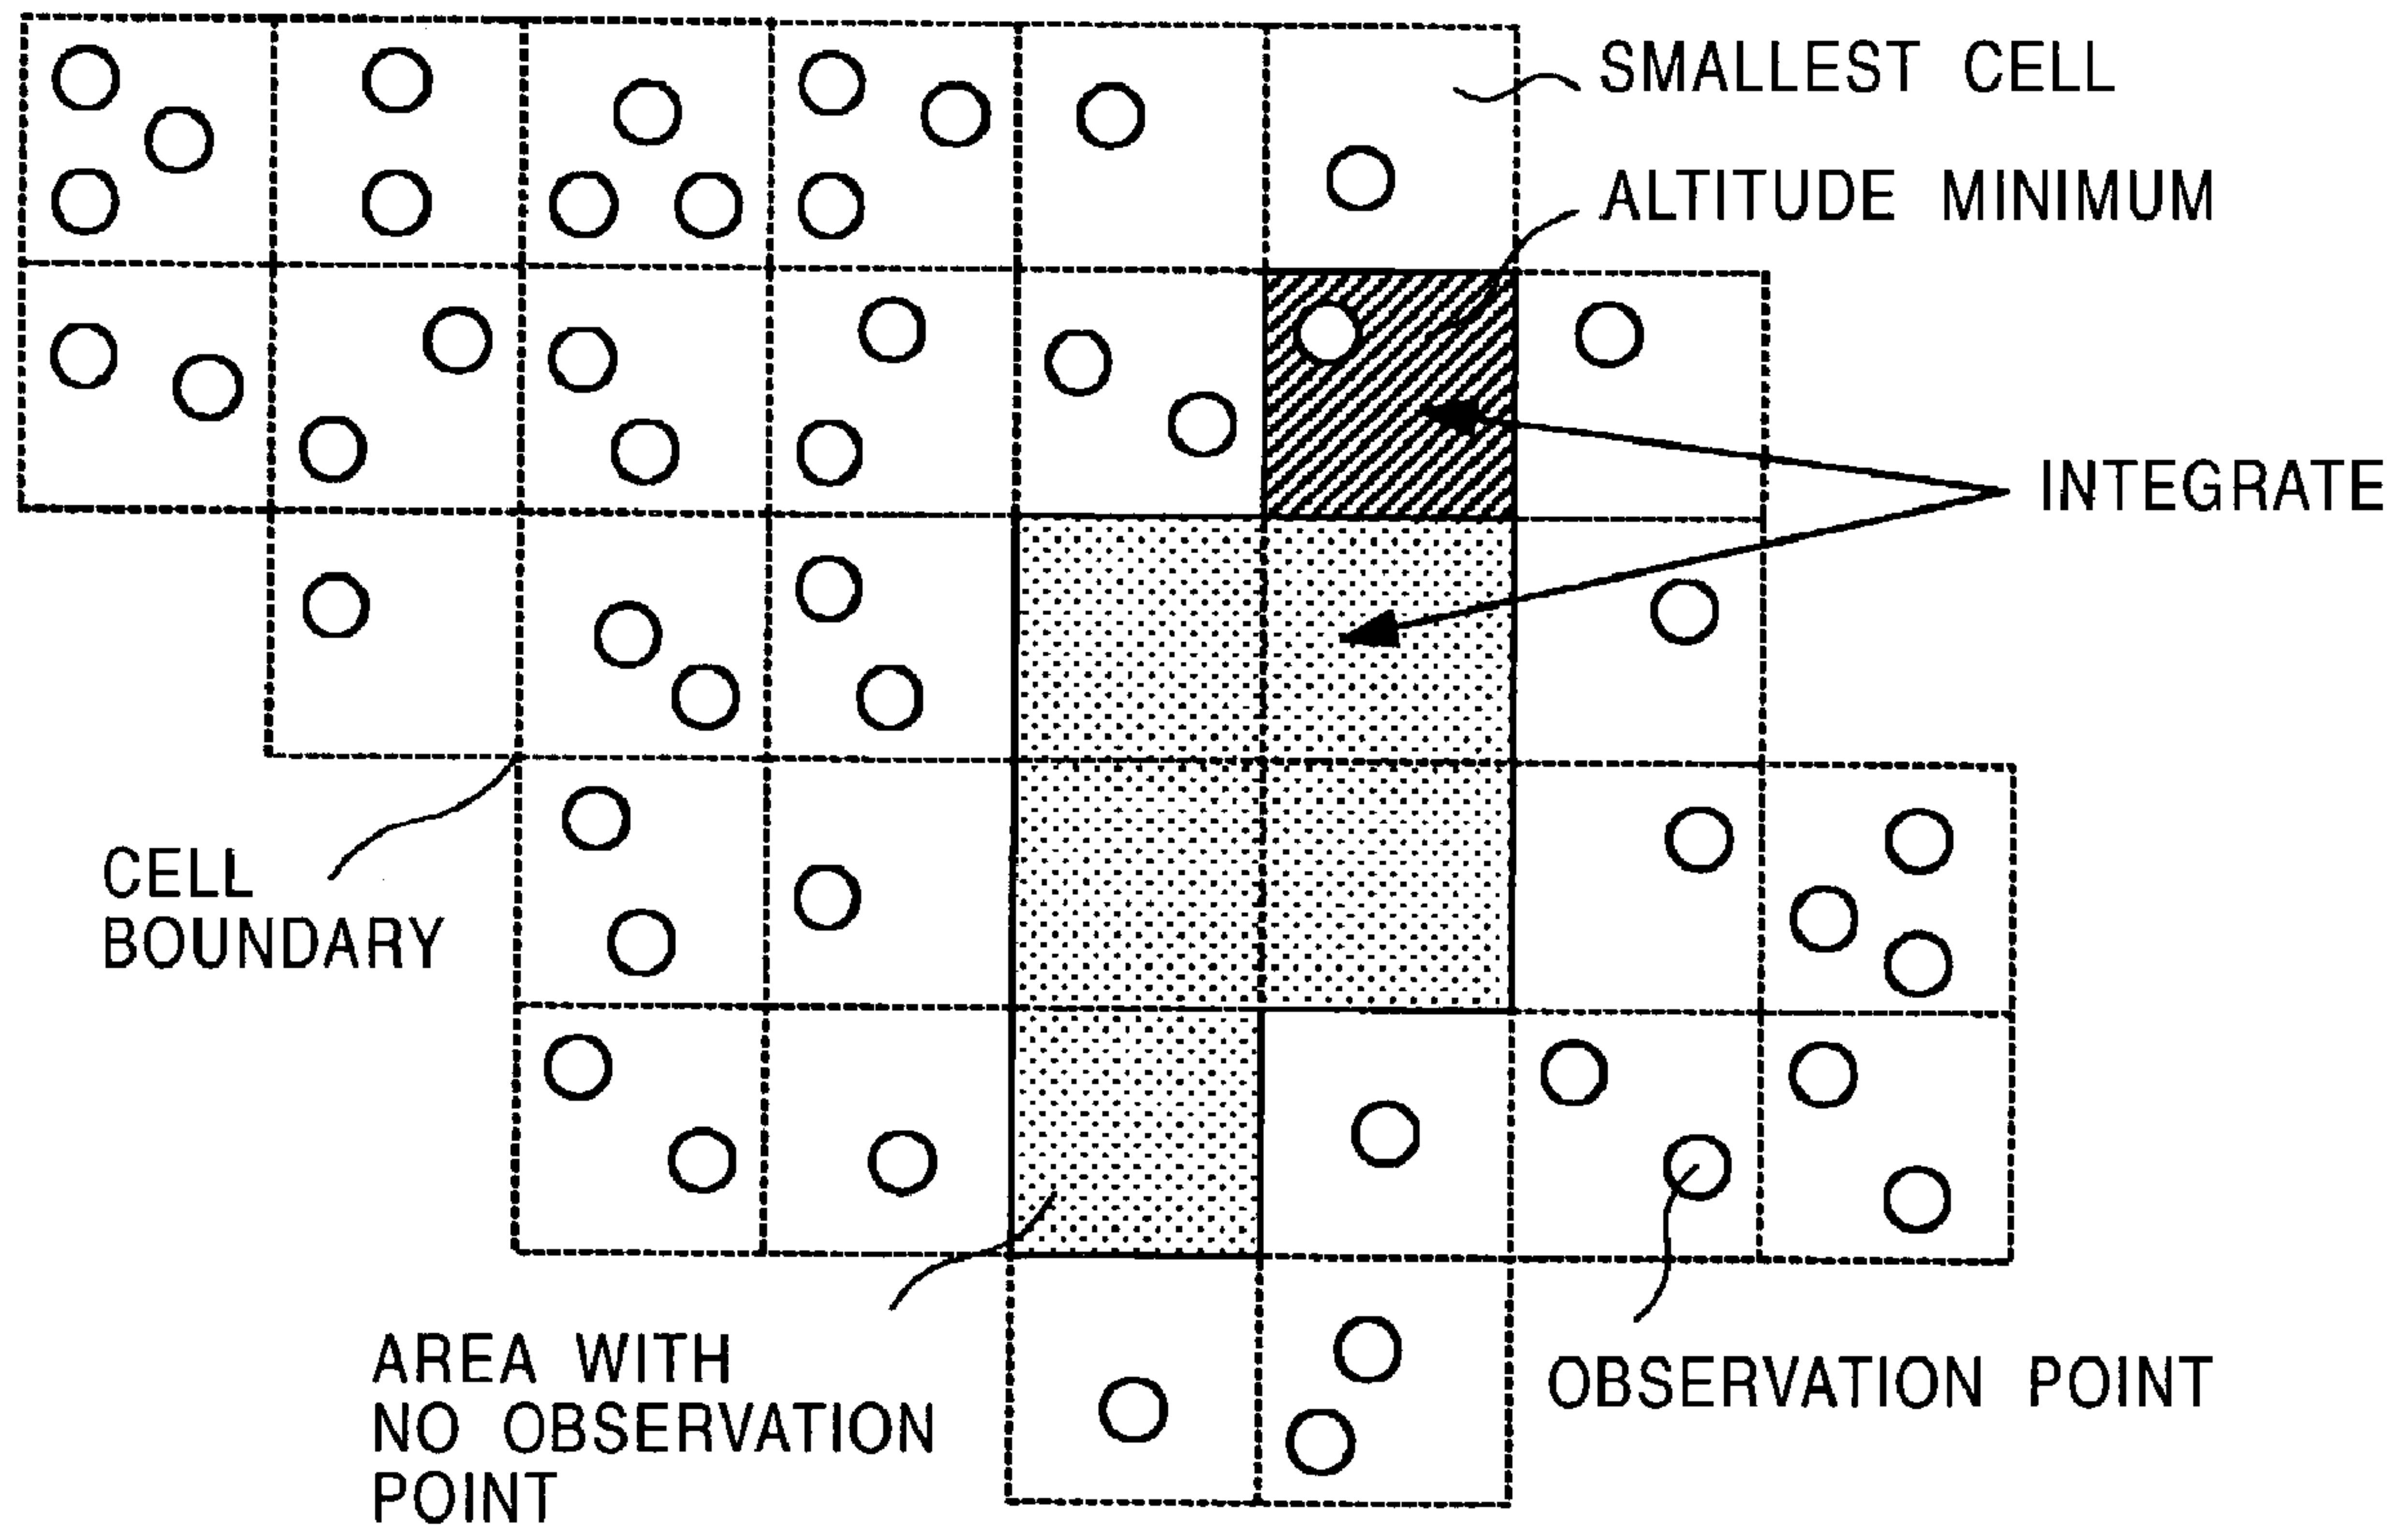 SMALLEST CELL
ALTITUDE MINIMUM
INTEGRATE
CELL
BOUNDARY
AREA WITH
NO OBSERVATION
POINT
OBSERVATION POINT